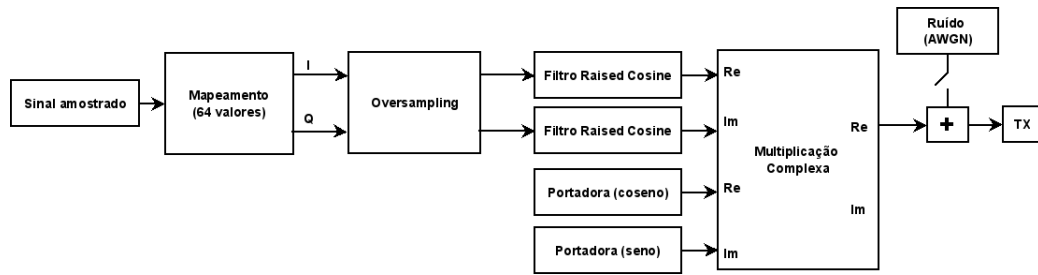 Sinal amostrado
Mapeamento
(64 valores)
I
Q
Oversampling
Filtro Raised Cosine
Filtro Raised Cosine
Portadora (coseno)
Portadora (seno)
Re
Im
Re
Im
Multiplicação
Complexa
Re
Im
Ruído
(AWGN)
+
TX